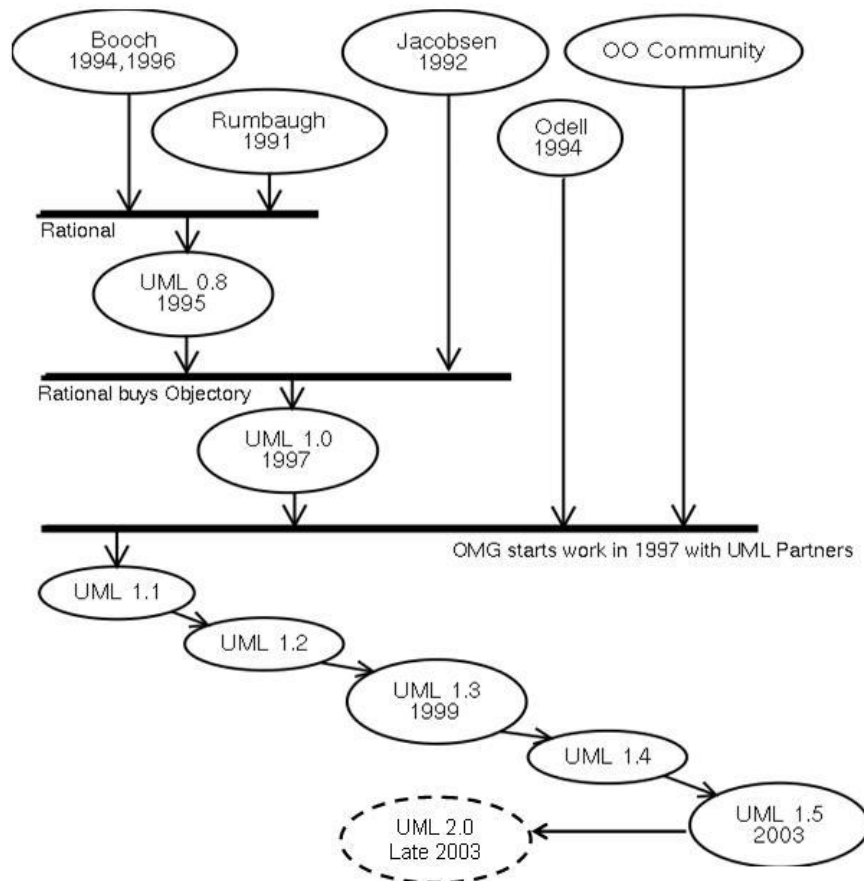 Booch
1994,1996
Jacobsen
1992
OO Community
Rumbaugh
1991
Odell
1994
Rational
UML 0.8
1995
Rational buys Objectory
UML 1.0
1997
OMG starts work in 1997 with UML Partners
UML 1.1
UML 1.2
UML 1.3
1999
UML 1.4
UML 1.5
2003
UML 2.0
Late 2003